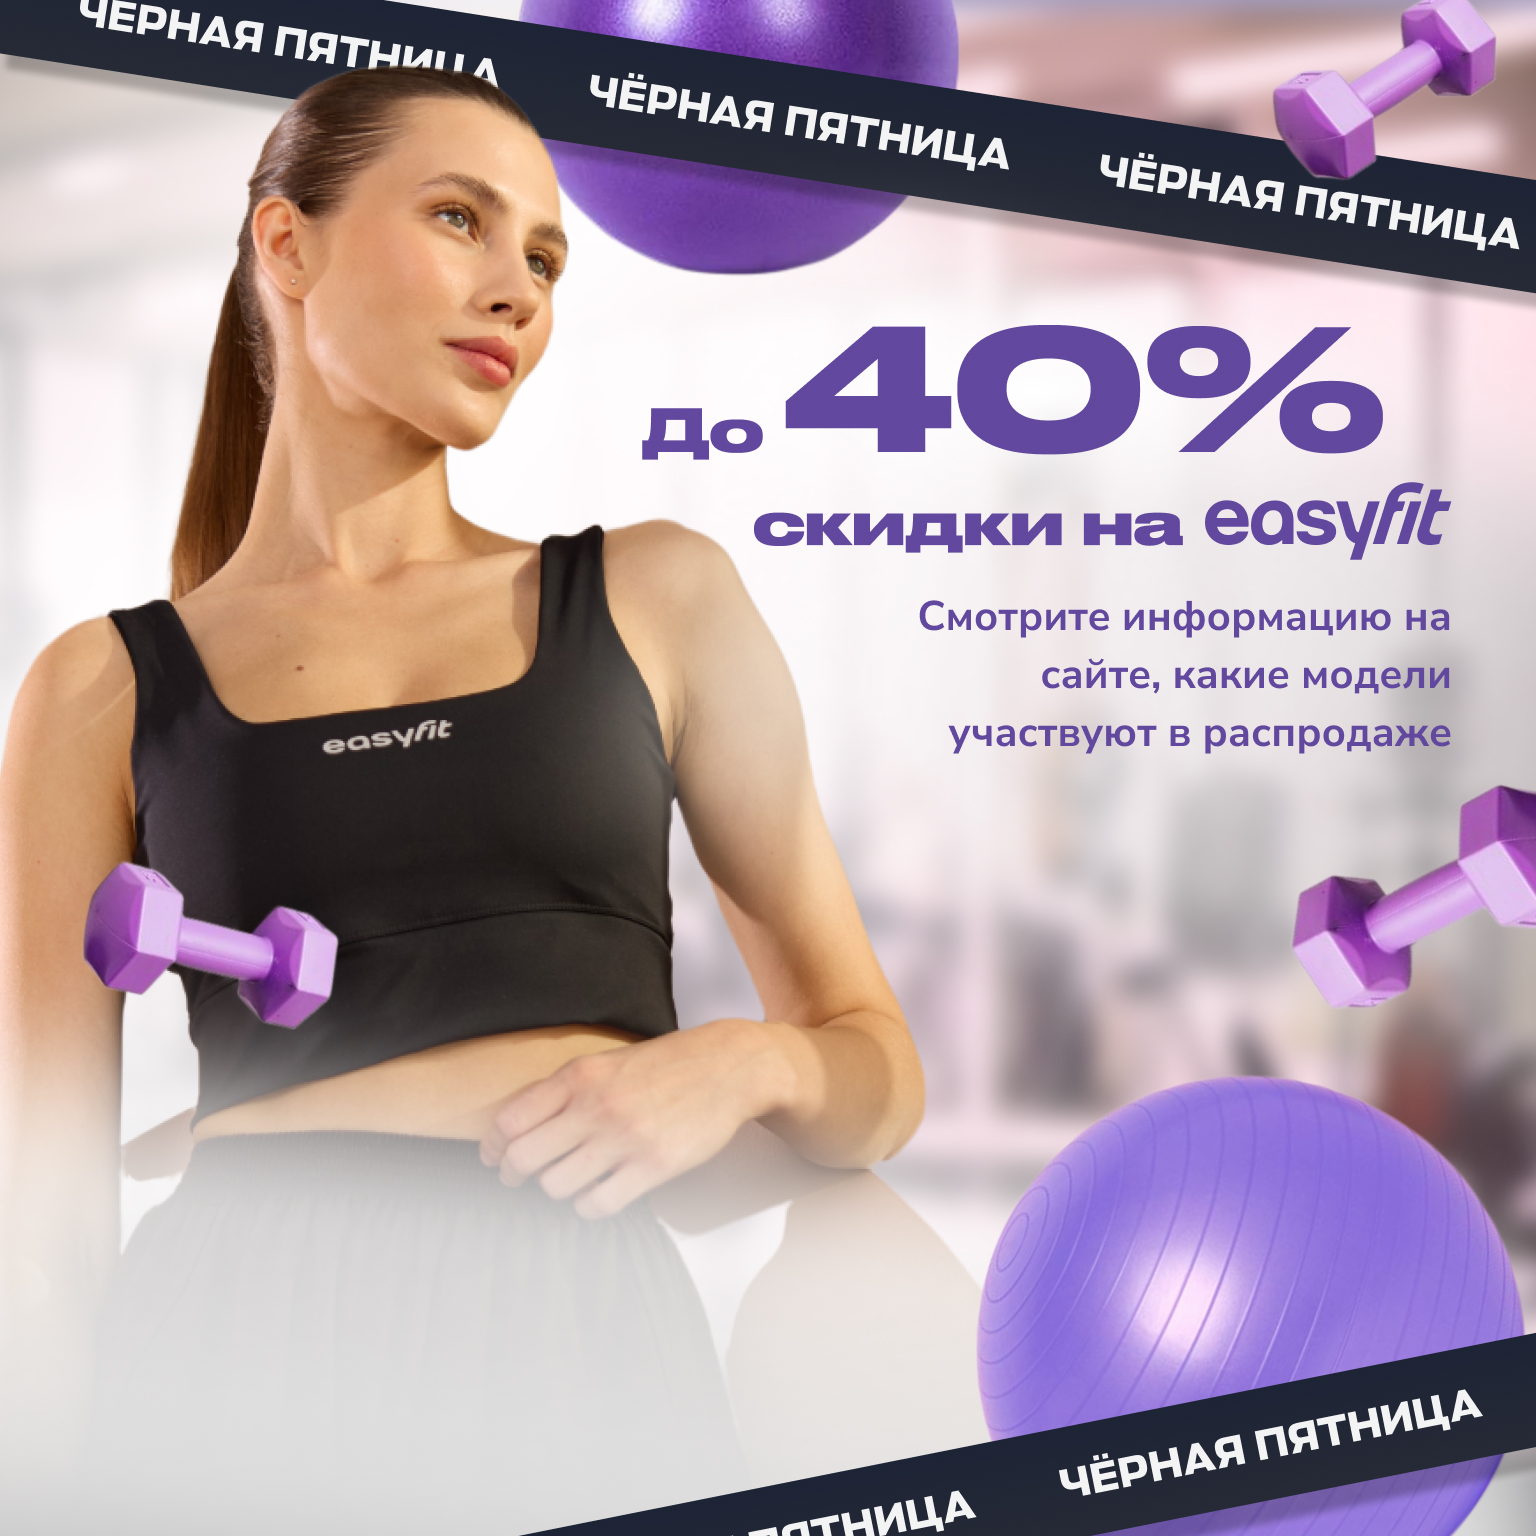 ЧЁРНАЯ ПЯТНИЦА ЧЁРНАЯ ПЯТНИЦА ЧЁРНАЯ ПЯТНИЦА
До 40%
скидки на easyfit
Смотрите информацию на
сайте, какие модели
участвуют в распродаже
easyfit
ПЯТНИЦА ЧЁРНАЯ ПЯТНИЦА